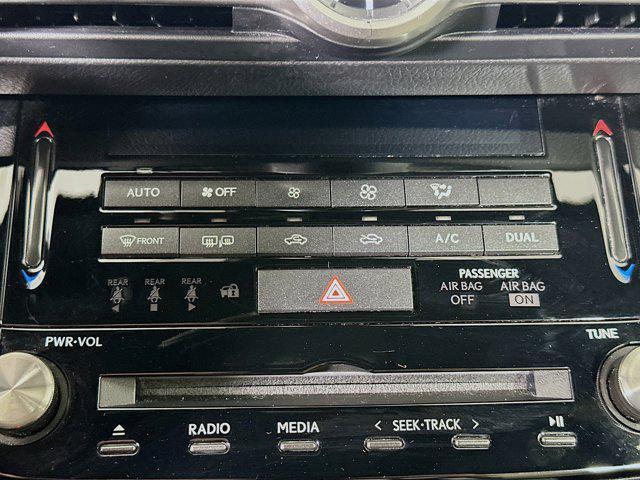 AUTO OFF
FRONT A/C DUAL
REAR REAR REAR
PASSENGER
AIR BAG OFF
AIR BAG ON
PWR·VOL
TUNE
RADIO MEDIA < SEEK·TRACK >